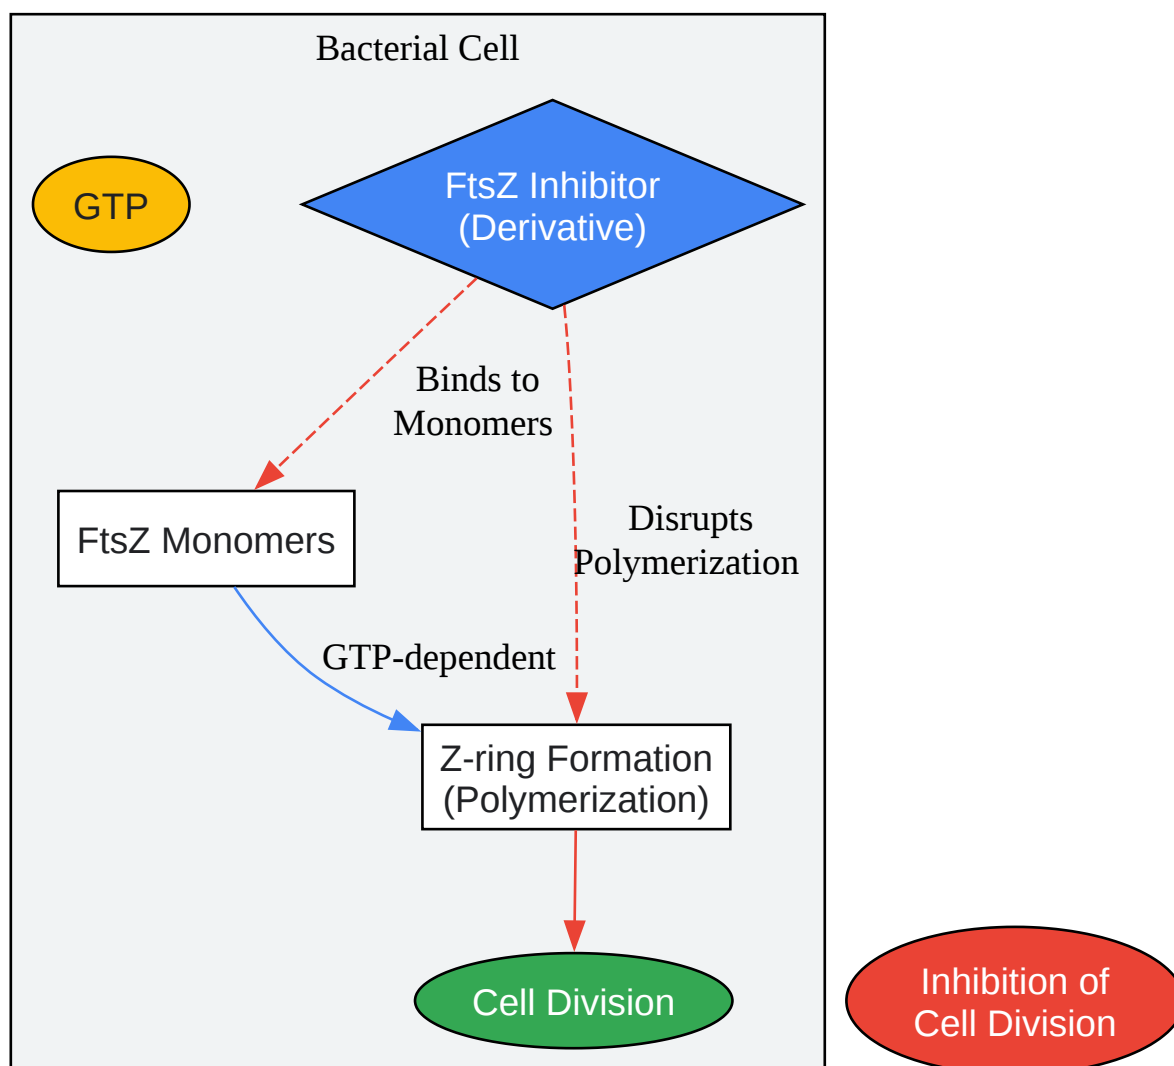 Bacterial Cell
GTP
FtsZ Inhibitor
(Derivative)
Binds to
Monomers
Disrupts
Polymerization
FtsZ Monomers
GTP-dependent
Z-ring Formation
(Polymerization)
Cell Division
Inhibition of
Cell Division